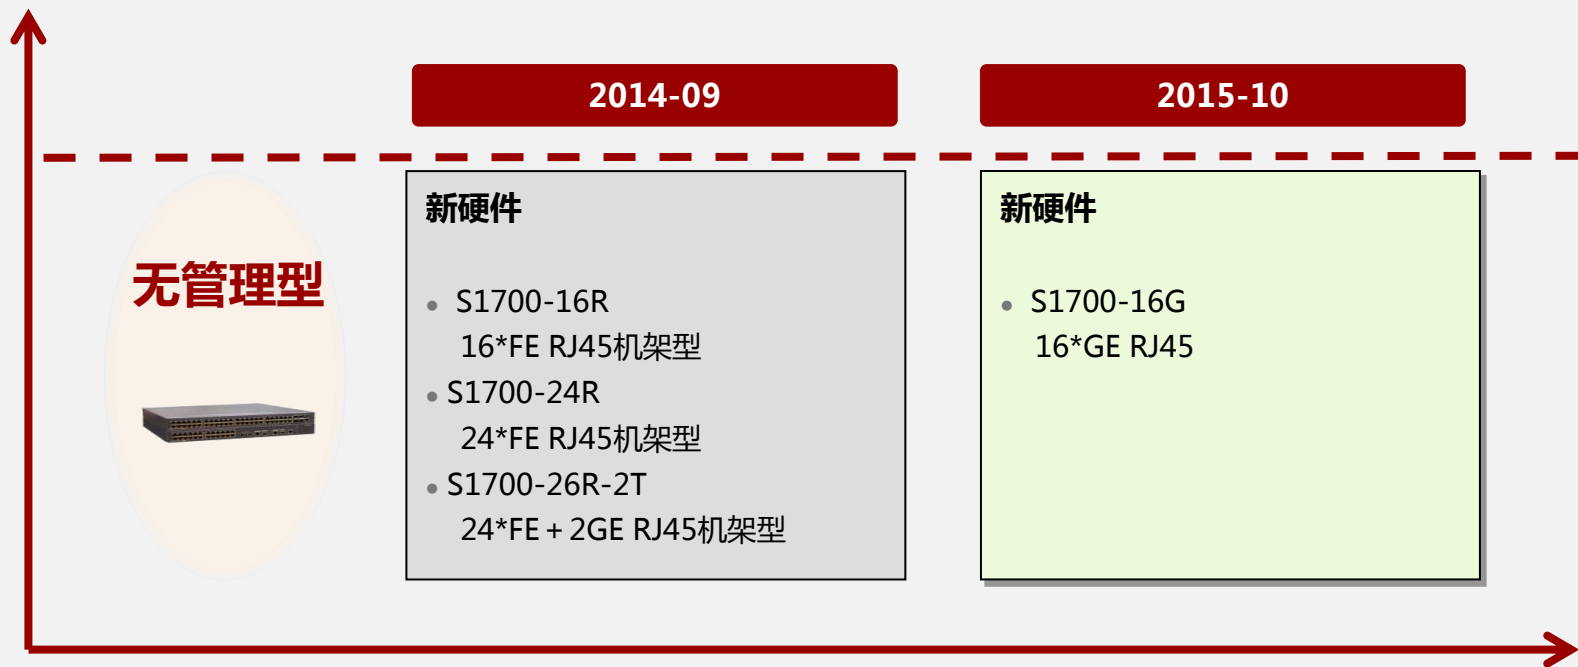 2014-09
2015-10
无管理型
新硬件
S1700-16R
16*FE RJ45机架型
S1700-24R
24*FE RJ45机架型
S1700-26R-2T
24*FE+2GE RJ45机架型
新硬件
S1700-16G
16*GE RJ45